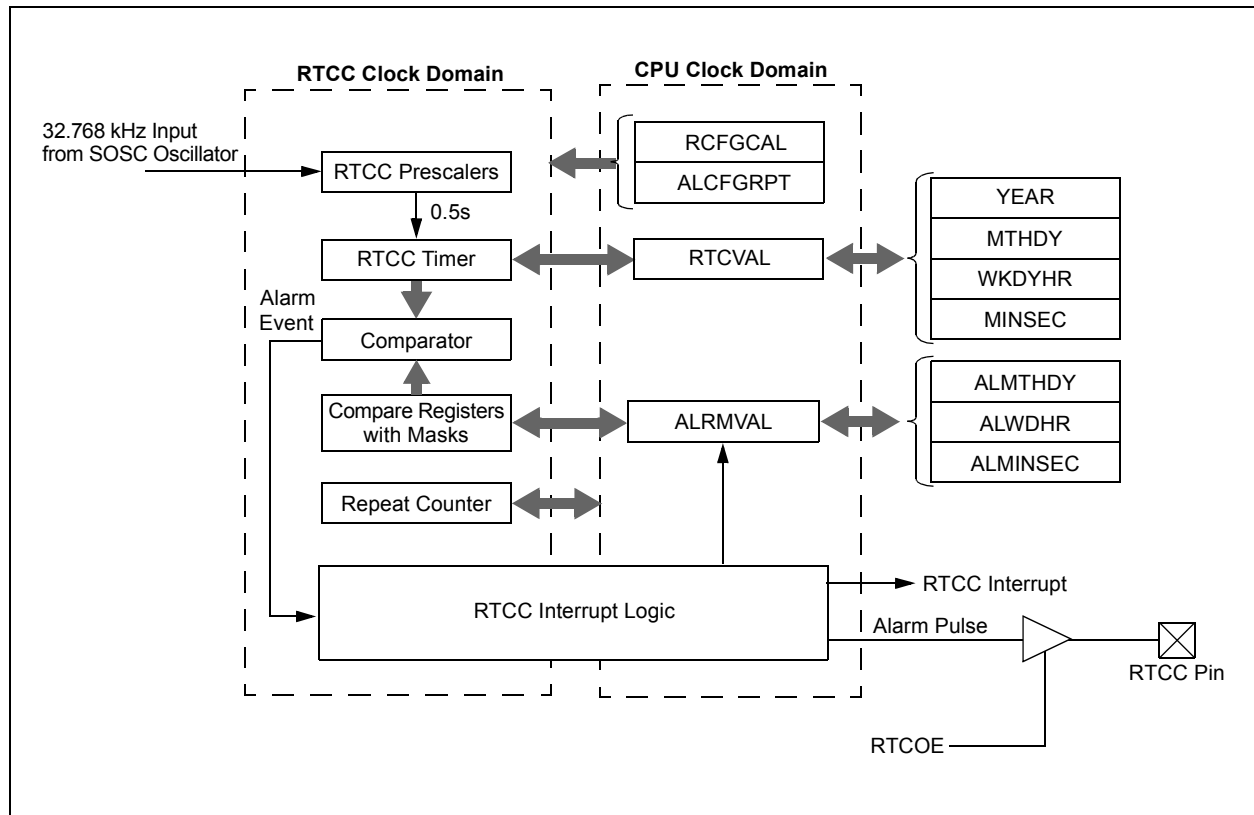 RTCC Clock Domain
CPU Clock Domain
32.768 kHz Input
from SOSC Oscillator
RTCC Prescalers
0.5s
RTCC Timer
Alarm
Event
Comparator
Compare Registers
with Masks
Repeat Counter
RCFGCAL
ALCFGRPT
RTCVAL
YEAR
MTHDY
WKDYHR
MINSEC
ALRMVAL
ALMTHDY
ALWDHR
ALMINSEC
RTCC Interrupt Logic
RTCC Interrupt
Alarm Pulse
RTCC Pin
RTCOE